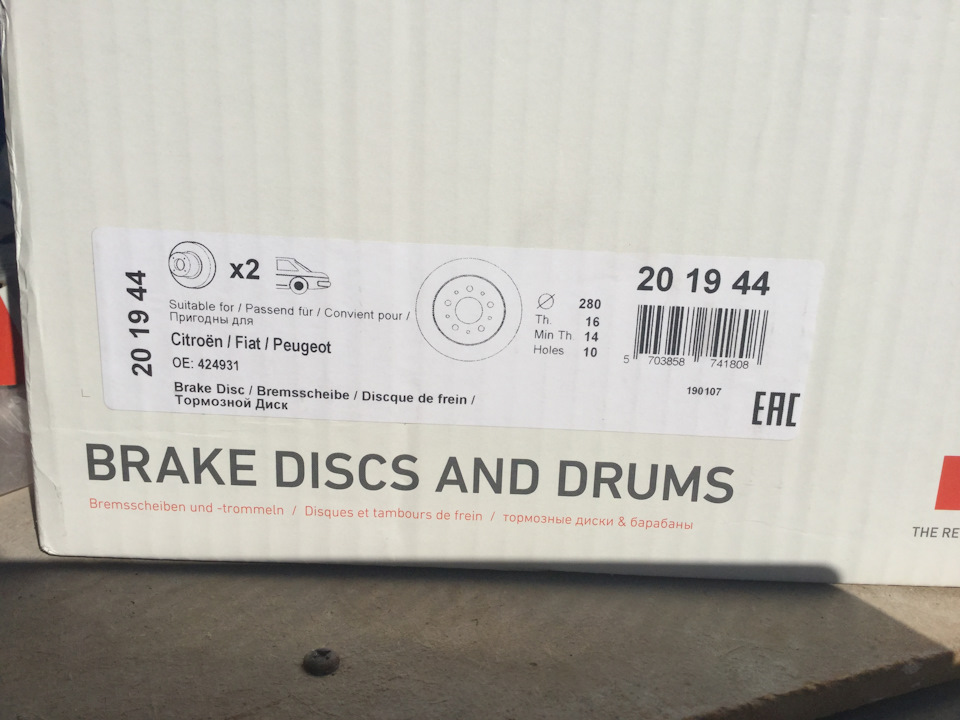 20 19 44
x2
Suitable for / Passend für / Convient pour /
Пригодны для
Citroën / Fiat / Peugeot
OE: 424931
Brake Disc / Bremsscheibe / Discque de frein /
Тормозной Диск
Ø 280
Th. 16
Min Th 14
Holes 10
20 19 44
5 703858 741808
190107
EAC
BRAKE DISCS AND DRUMS
Bremsscheiben und -trommeln / Disques et tambours de frein / тормозные диски & барабаны
THE RE